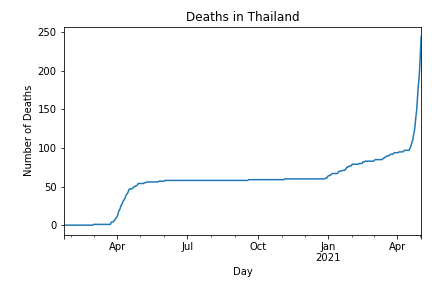 Deaths in Thailand
250
200
150
100
50
0
Number of Deaths
Apr Jul Oct Jan Apr
2021
Day